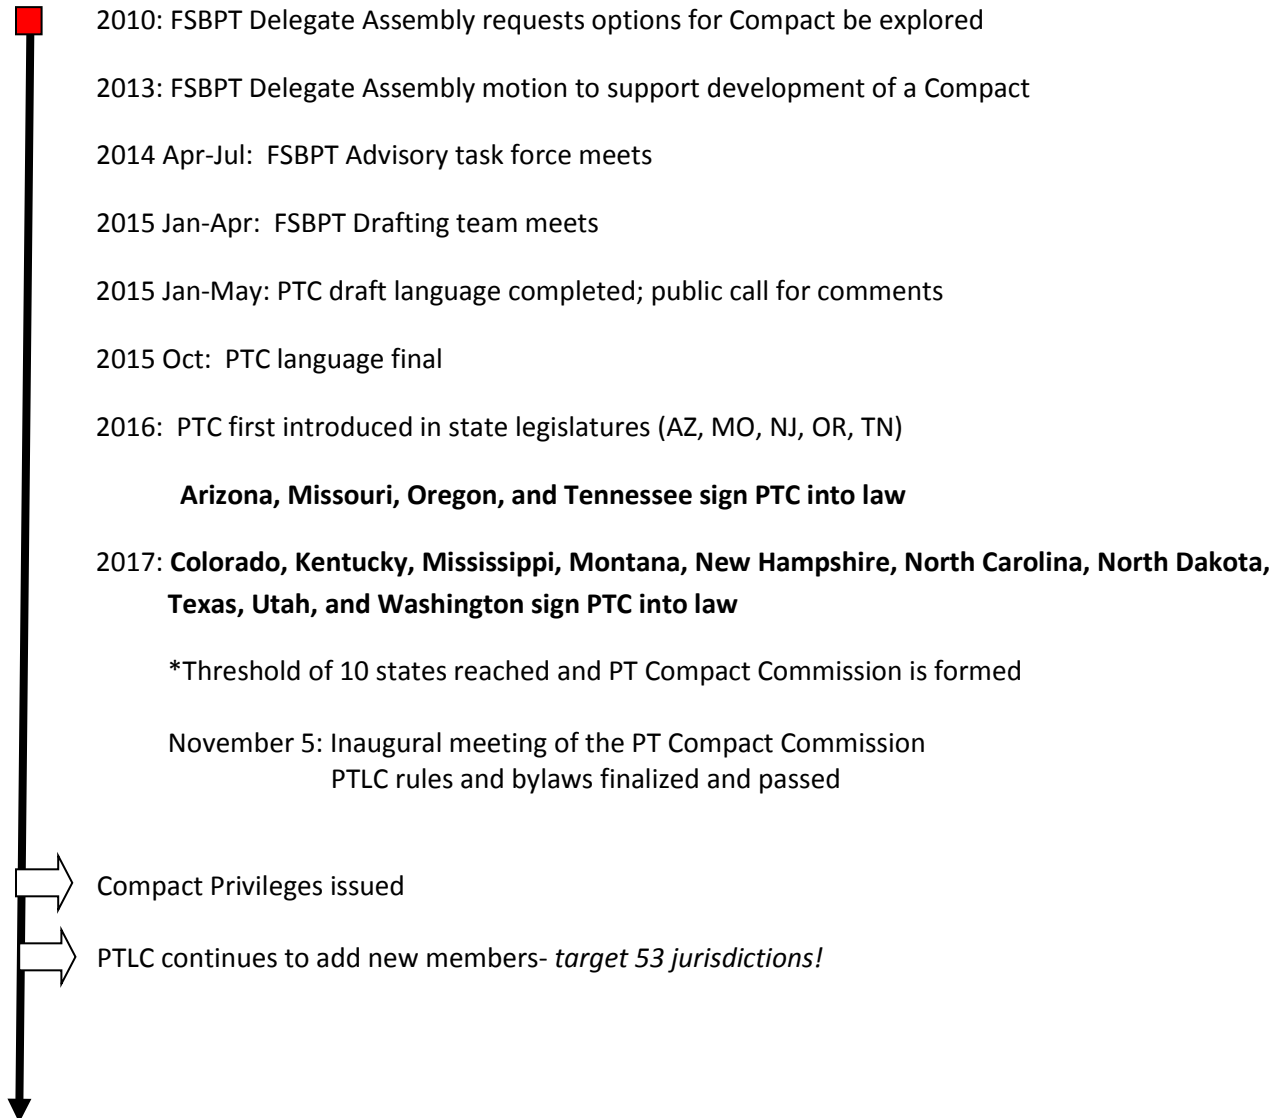 2010: FSBPT Delegate Assembly requests options for Compact be explored
2013: FSBPT Delegate Assembly motion to support development of a Compact
2014 Apr-Jul:  FSBPT Advisory task force meets
2015 Jan-Apr:  FSBPT Drafting team meets
2015 Jan-May: PTC draft language completed; public call for comments
2015 Oct:  PTC language final
2016:  PTC first introduced in state legislatures (AZ, MO, NJ, OR, TN)
Arizona, Missouri, Oregon, and Tennessee sign PTC into law
2017: Colorado, Kentucky, Mississippi, Montana, New Hampshire, North Carolina, North Dakota,
Texas, Utah, and Washington sign PTC into law
*Threshold of 10 states reached and PT Compact Commission is formed
November 5: Inaugural meeting of the PT Compact Commission
PTLC rules and bylaws finalized and passed
Compact Privileges issued
PTLC continues to add new members- target 53 jurisdictions!